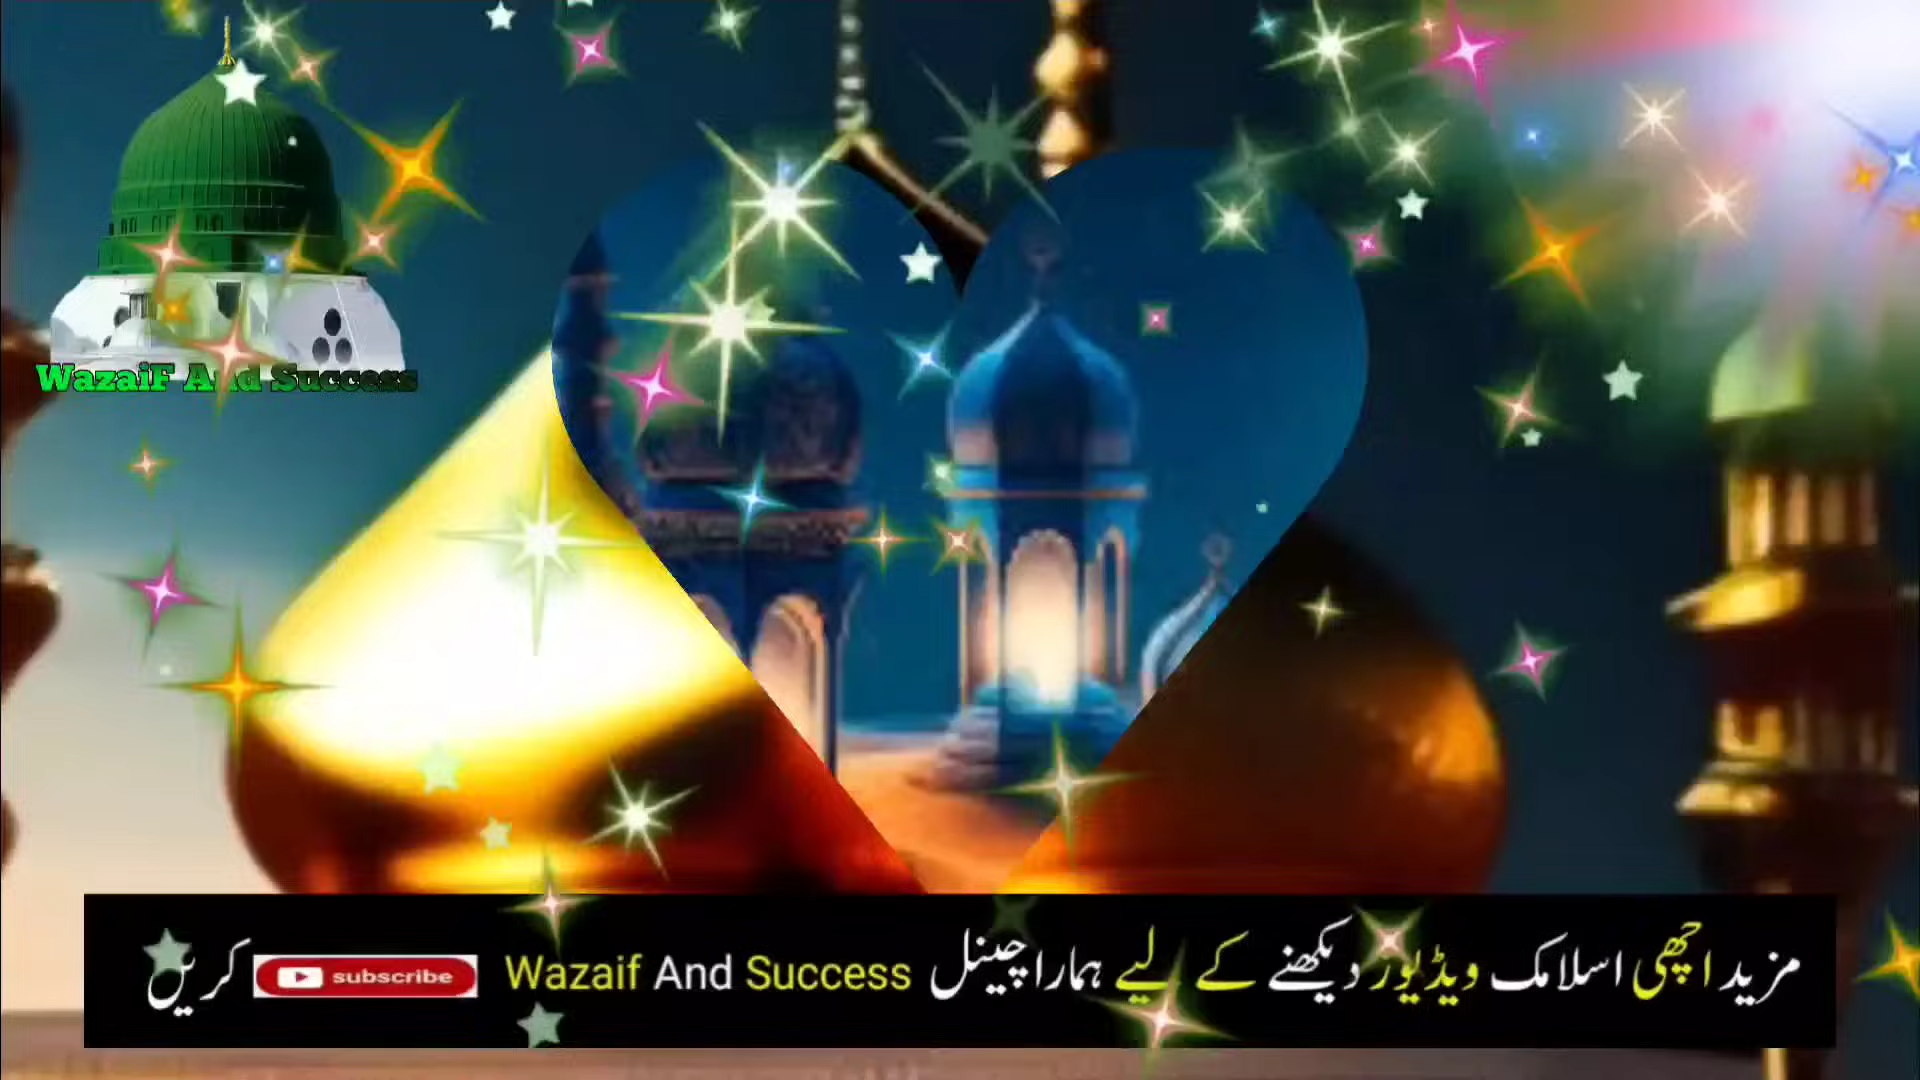 WazaiF And Success
مزید اچھی اسلامک ویڈیوز دیکھنے کے لیے ہمارا چینل Wazaif And Success subscribe کریں